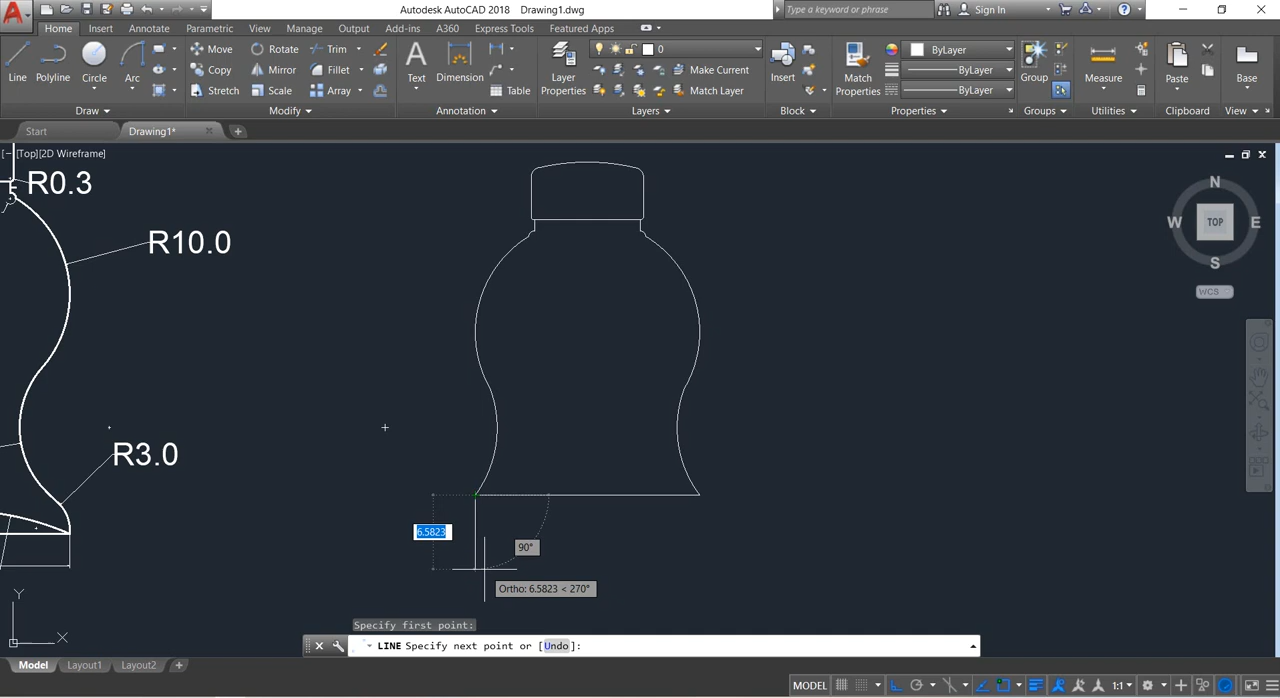 Autodesk AutoCAD 2018 Drawing1.dwg
Type a keyword or phrase
Sign In
Home Insert Annotate Parametric View Manage Output Add-ins A360 Express Tools Featured Apps
Line Polyline Circle Arc
Move Rotate Trim
Copy Mirror Fillet
Stretch Scale Array
Text Dimension
Table
Layer
Properties
0
Make Current
Match Layer
Insert
Match
Properties
ByLayer
ByLayer
ByLayer
Group
Measure
Paste
Base
Draw Modify Annotation Layers Block Properties Groups Utilities Clipboard View
Start Drawing1* +
[−] [Top] [2D Wireframe]
R0.3
R10.0
R3.0
N
W TOP E
S
WCS
6.5823
90°
Ortho: 6.5823 < 270°
Y
X
Specify first point:
LINE Specify next point or [Undo]:
Model Layout1 Layout2 +
MODEL 1:1